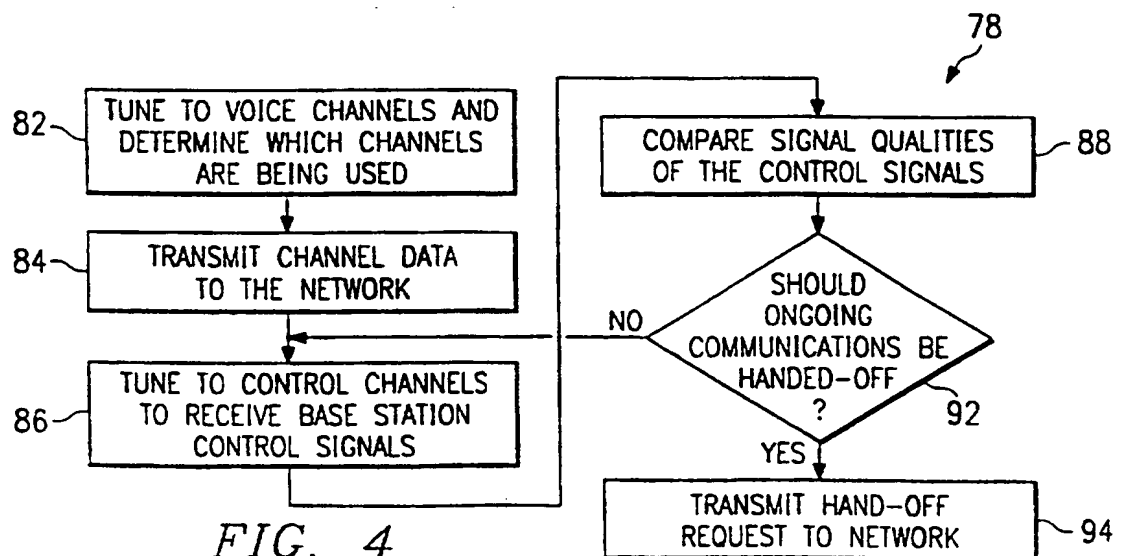 78
82
TUNE TO VOICE CHANNELS AND
DETERMINE WHICH CHANNELS
ARE BEING USED
84
TRANSMIT CHANNEL DATA
TO THE NETWORK
86
TUNE TO CONTROL CHANNELS
TO RECEIVE BASE STATION
CONTROL SIGNALS
COMPARE SIGNAL QUALITIES
OF THE CONTROL SIGNALS
88
SHOULD
ONGOING
COMMUNICATIONS BE
HANDED-OFF
?
92
NO
YES
TRANSMIT HAND-OFF
REQUEST TO NETWORK
94
FIG. 4